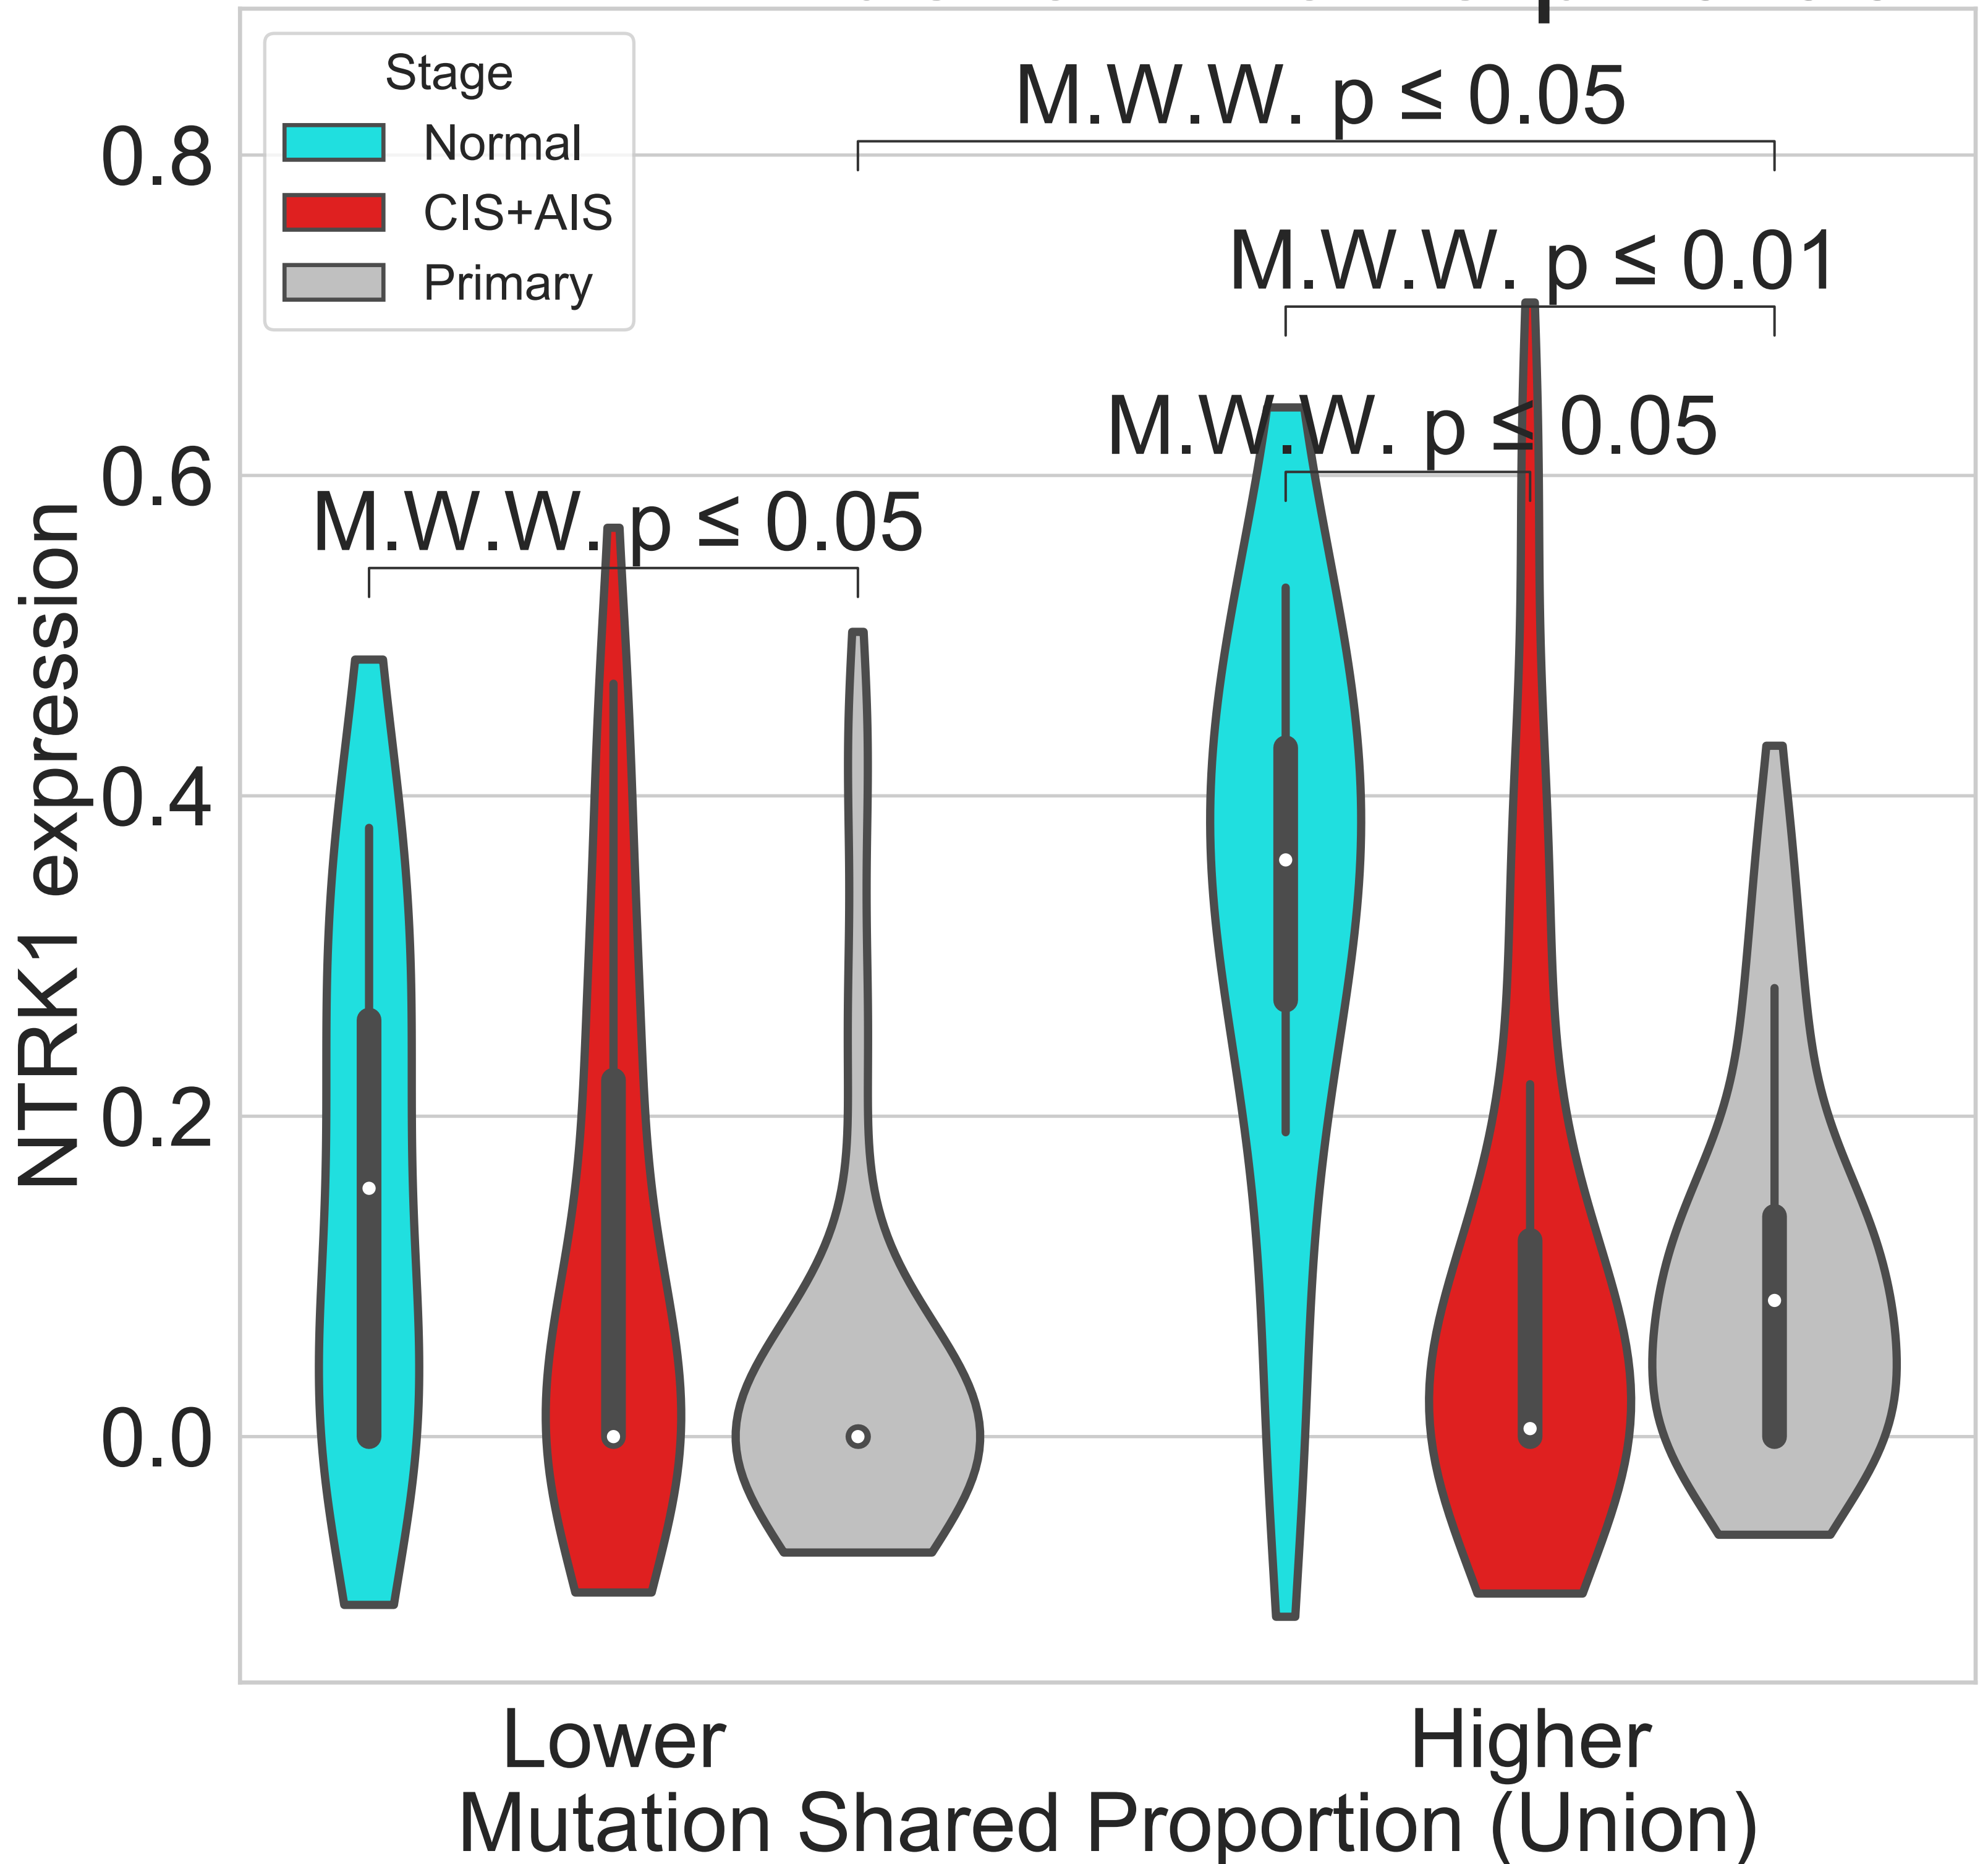 Stage
Normal
CIS+AIS
Primary
M.W.W. p ≤ 0.05
M.W.W. p ≤ 0.01
M.W.W. p ≤ 0.05
M.W.W. p ≤ 0.05
0.8
0.6
0.4
0.2
0.0
NTRK1 expression
Lower
Higher
Mutation Shared Proportion (Union)